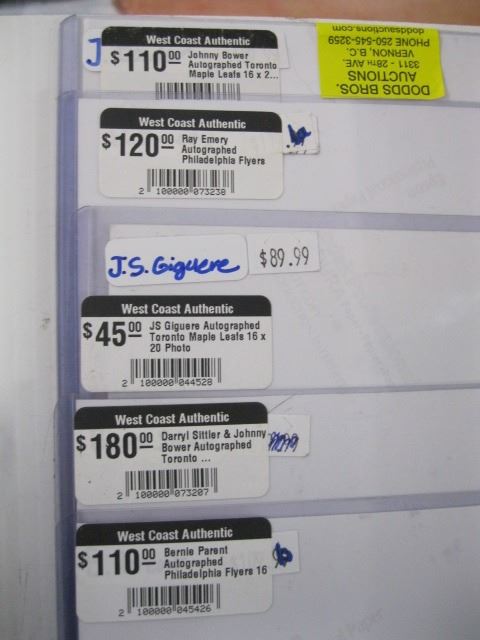 West Coast Authentic
J
$110.00
Johnny Bower
Autographed Toronto
Maple Leafs 16 x 2...
DODDS BROS.
AUCTIONS
3311 - 28TH AVE.
VERNON, B.C.
PHONE 250-545-3259
doddsauctions.com
West Coast Authentic
$120.00
Ray Emery
Autographed
Philadelphia Flyers
2 100000 073238
J.S. Giguere
$89.99
West Coast Authentic
$45.00
JS Giguere Autographed
Toronto Maple Leafs 16 x
20 Photo
2 100000 044528
West Coast Authentic
$180.00
Darryl Sittler & Johnny
Bower Autographed
Toronto ...
2 100000 073207
West Coast Authentic
$110.00
Bernie Parent
Autographed
Philadelphia Flyers 16
2 100000 045426